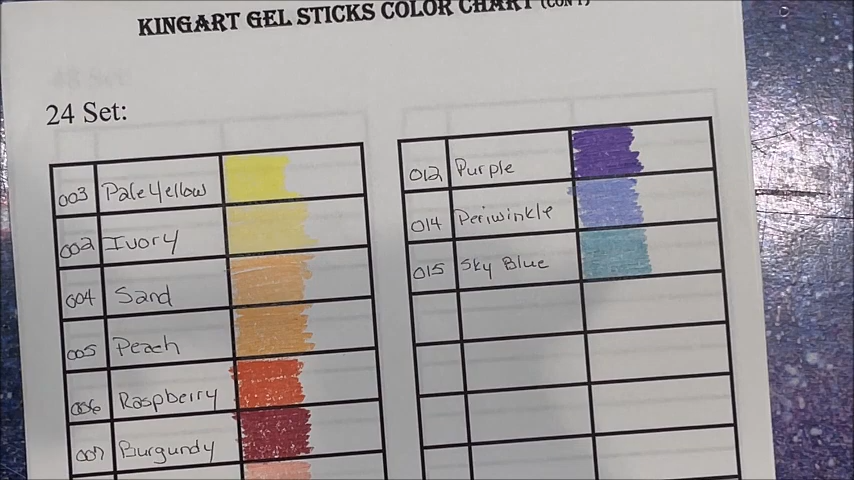 KINGART GEL STICKS COLOR CHART (CON'T)
24 Set:
003 Pale Yellow
002 Ivory
004 Sand
005 Peach
006 Raspberry
007 Burgundy
012 Purple
014 Periwinkle
015 Sky Blue